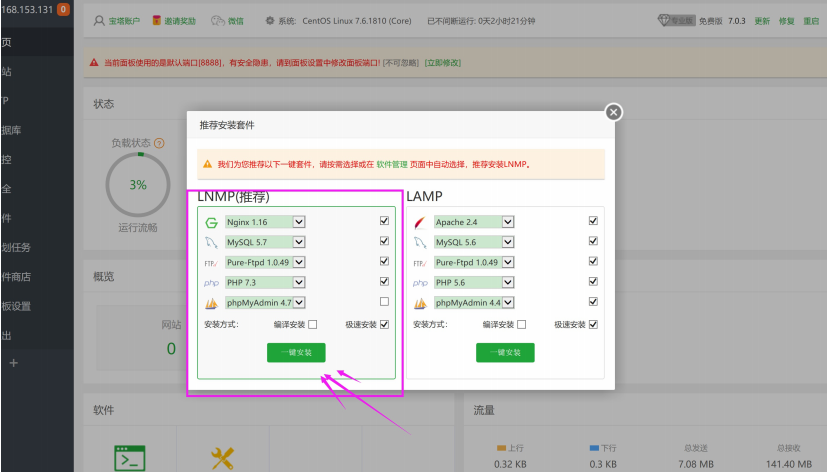 168.153.131 0
宝塔账户 邀请奖励 微信 系统: CentOS Linux 7.6.1810 (Core) 已不间断运行: 0天2小时21分钟 专业版 免费版 7.0.3 更新 修复 重启
页
当前面板使用的是默认端口[8888], 有安全隐患, 请到面板设置中修改面板端口! [不可忽略] [立即修改]
站
TP
状态
据库
负载状态 ?
控
3%
全
运行流畅
件
划任务
件商店
概览
板设置
网站
出
0
+
推荐安装套件
我们为您推荐以下一键套件, 请按需选择或在 软件管理 页面中自动选择, 推荐安装LNMP。
LNMP(推荐)
Nginx 1.16
MySQL 5.7
FTP Pure-Ftpd 1.0.49
php PHP 7.3
phpMyAdmin 4.7
安装方式: 编译安装 极速安装
一键安装
LAMP
Apache 2.4
MySQL 5.6
FTP Pure-Ftpd 1.0.49
php PHP 5.6
phpMyAdmin 4.4
安装方式: 编译安装 极速安装
一键安装
软件
流量
上行 下行 总发送 总接收
0.32 KB 0.3 KB 7.08 MB 141.40 MB